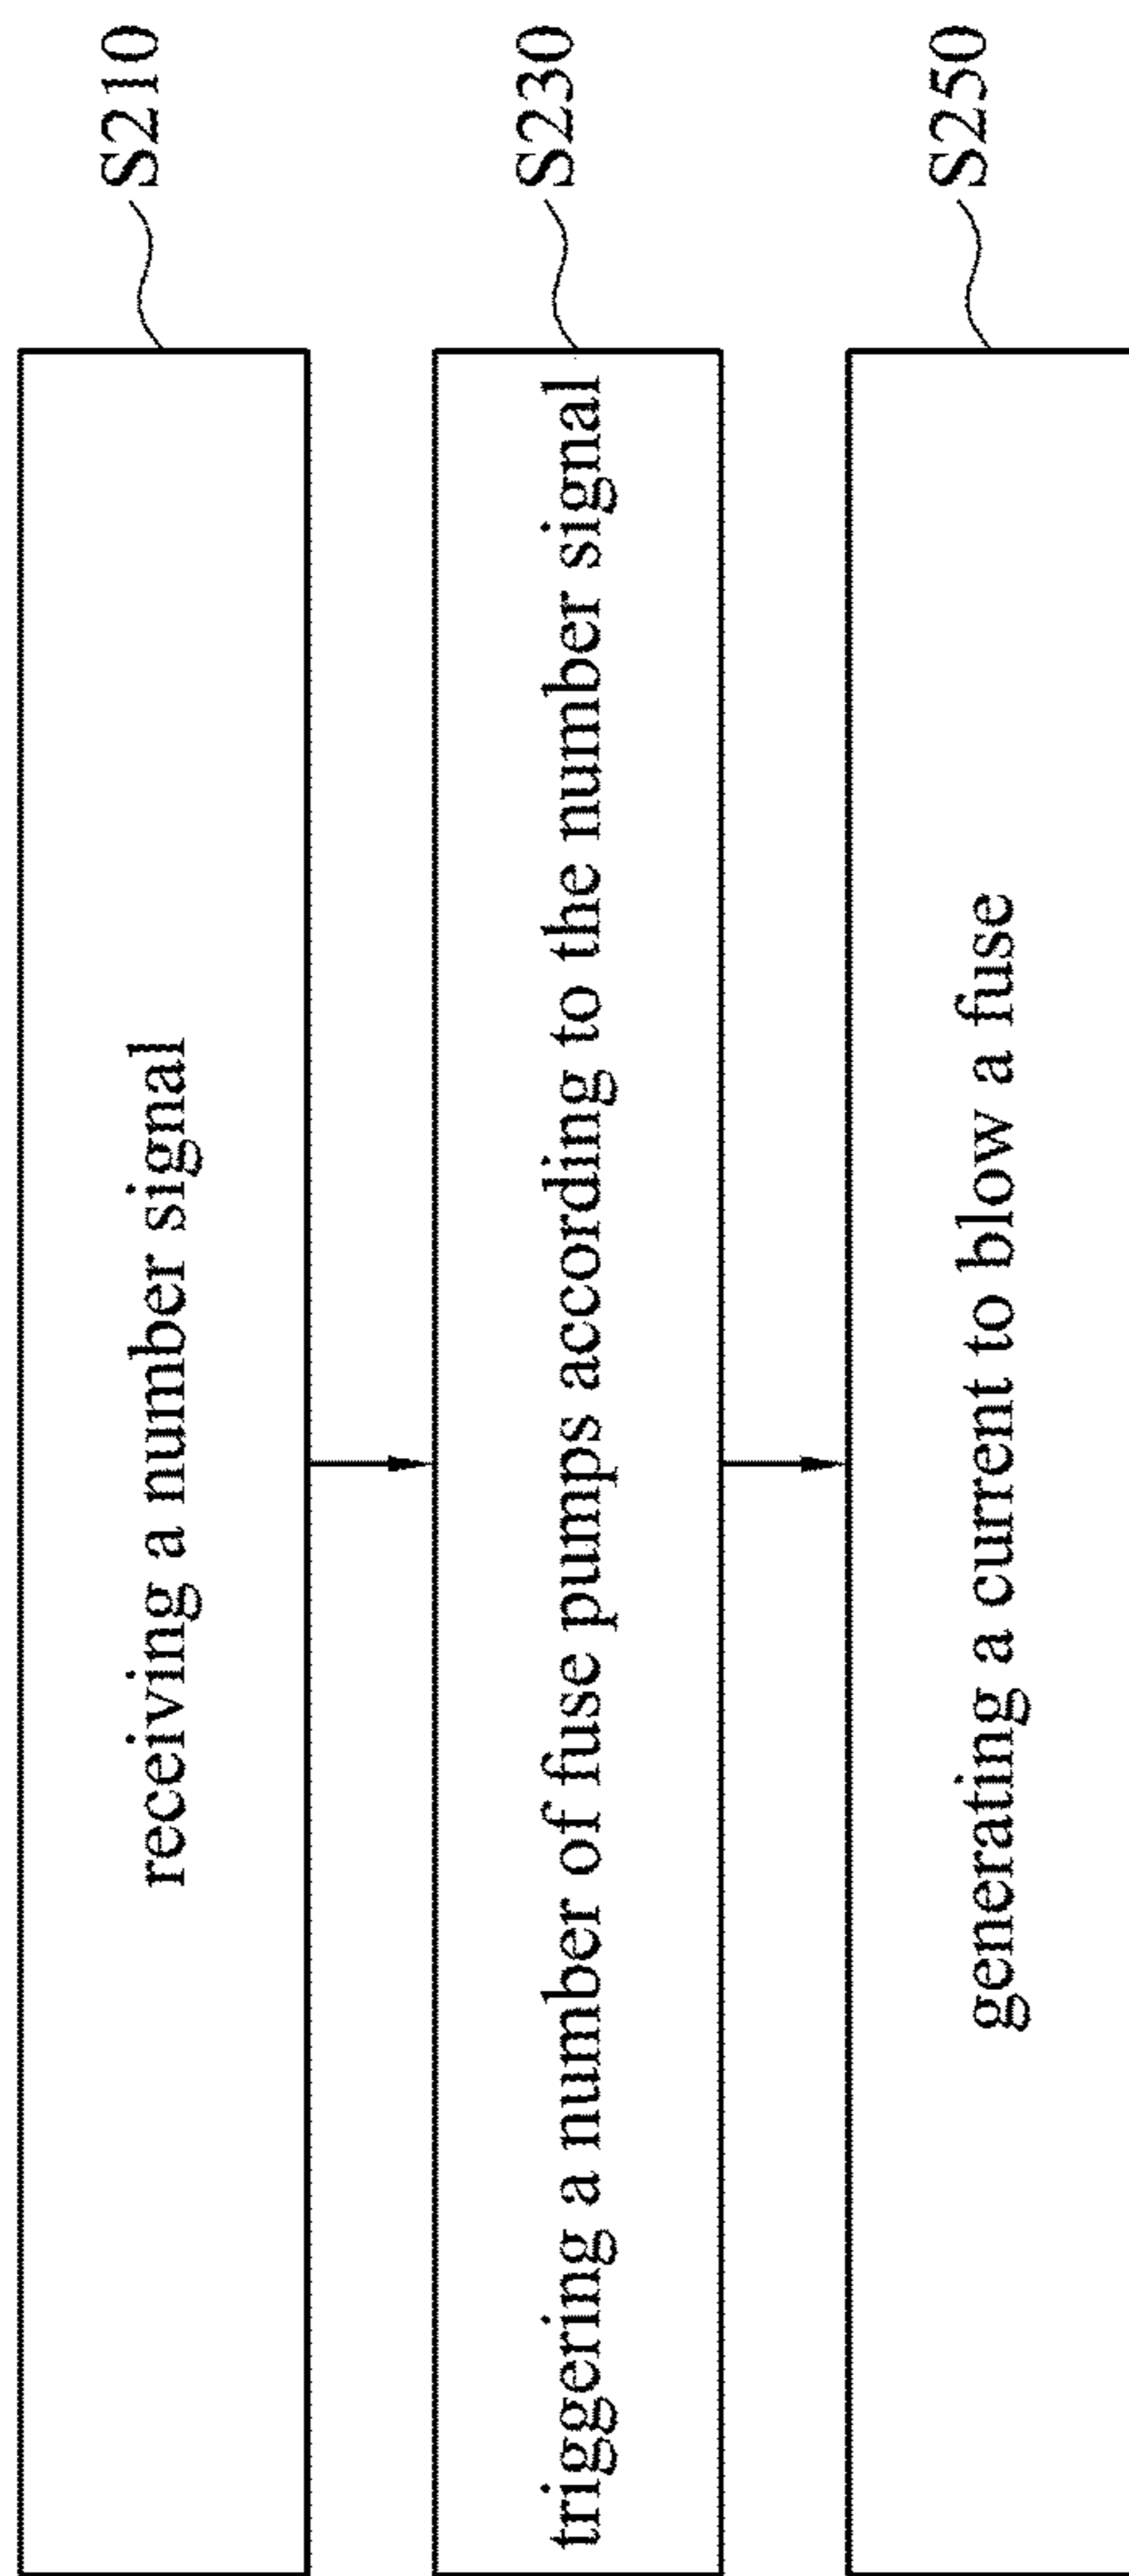 receiving a number signal
S210
triggering a number of fuse pumps according to the number signal
S230
generating a current to blow a fuse
S250